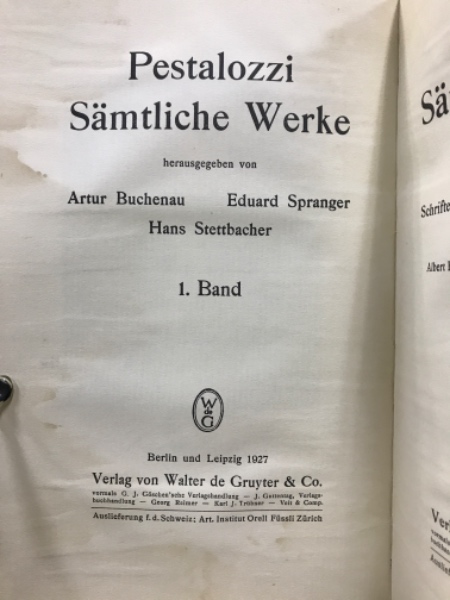 Pestalozzi
Sämtliche Werke
herausgegeben von
Artur Buchenau Eduard Spranger
Hans Stettbacher
1. Band
W
de
G
Berlin und Leipzig 1927
Verlag von Walter de Gruyter & Co.
vormals G. J. Göschen'sche Verlagshandlung — J. Guttentag, Verlags-
buchhandlung — Georg Reimer — Karl J. Trübner — Veit & Comp.
Auslieferung f. d. Schweiz: Art. Institut Orell Füssli Zürich
Sä
Schrifte
Albert
Ver